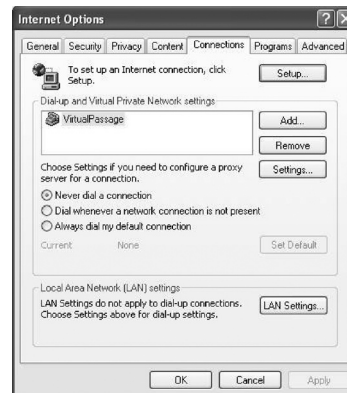 Internet Options
General Security Privacy Content Connections Programs Advanced
To set up an Internet connection, click
Setup.
Setup...
Dial-up and Virtual Private Network settings
VirtualPassage
Add...
Remove
Choose Settings if you need to configure a proxy
server for a connection.
Settings...
Never dial a connection
Dial whenever a network connection is not present
Always dial my default connection
Current None
Set Default
Local Area Network (LAN) settings
LAN Settings do not apply to dial-up connections.
Choose Settings above for dial-up settings.
LAN Settings...
OK Cancel Apply